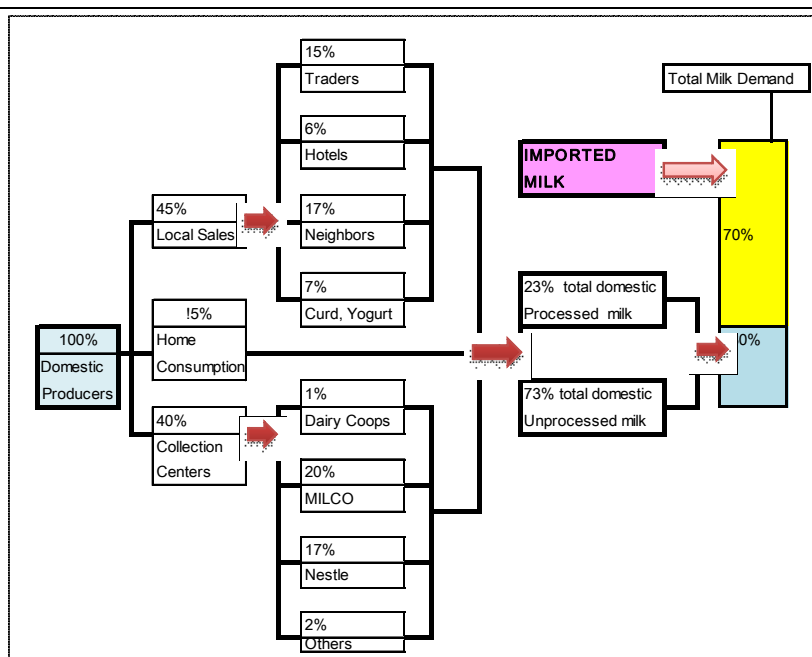 15%
Traders
Total Milk Demand
6%
Hotels
IMPORTED
MILK
45%
Local Sales
17%
Neighbors
70%
7%
Curd, Yogurt
23% total domestic
Processed milk
!5%
Home
Consumption
100%
Domestic
Producers
1%
Dairy Coops
73% total domestic
Unprocessed milk
40%
Collection
Centers
20%
MILCO
17%
Nestle
2%
Others